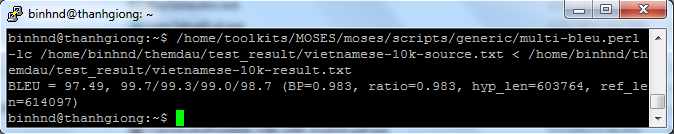 binhnd@thanhgiong: ~
binhnd@thanhgiong:~$ /home/toolkits/MOSES/moses/scripts/generic/multi-bleu.perl
-lc /home/binhnd/themdau/test_result/vietnamese-10k-source.txt < /home/binhnd/th
emdau/test_result/vietnamese-10k-result.txt
BLEU = 97.49, 99.7/99.3/99.0/98.7 (BP=0.983, ratio=0.983, hyp_len=603764, ref_le
n=614097)
binhnd@thanhgiong:~$